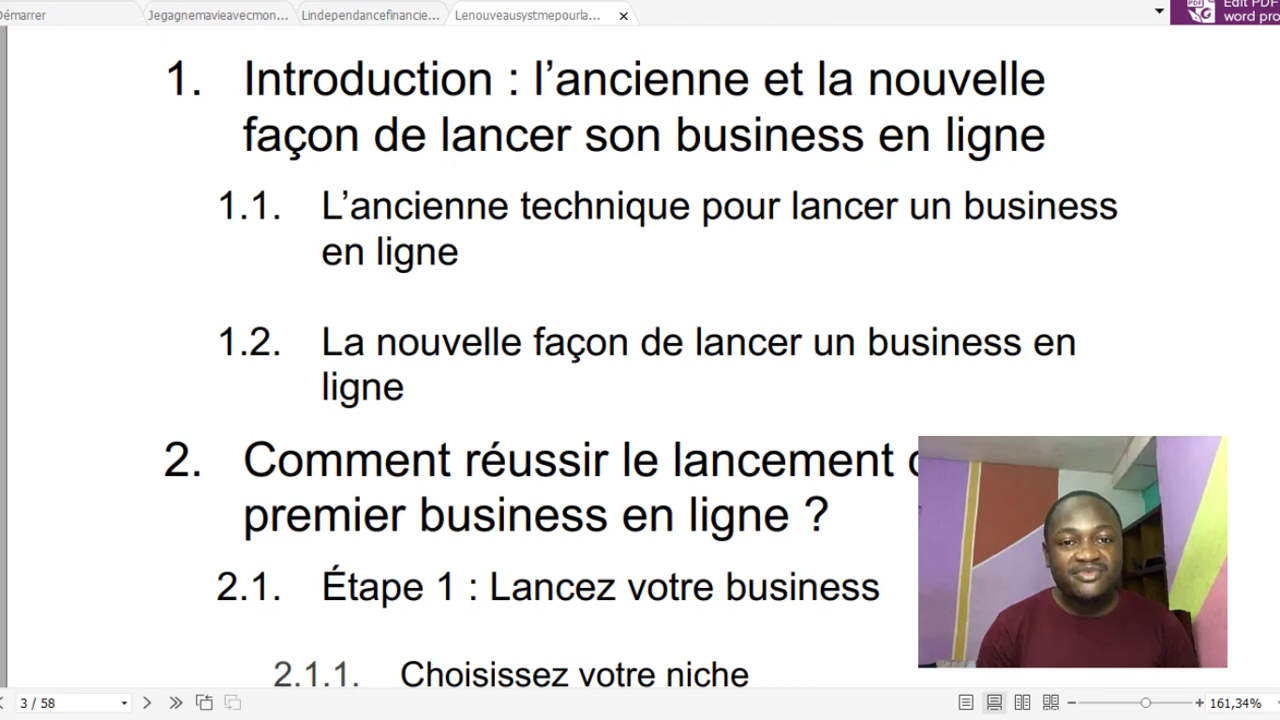 Démarrer
Jegagnemavieavecmon...
Lindependancefinancie...
Lenouveausystmepourla...
Edit PDF
word pro
1. Introduction : l’ancienne et la nouvelle
façon de lancer son business en ligne
1.1. L’ancienne technique pour lancer un business
en ligne
1.2. La nouvelle façon de lancer un business en
ligne
2. Comment réussir le lancement
premier business en ligne ?
2.1. Étape 1 : Lancez votre business
2.1.1. Choisissez votre niche
3 / 58
161,34%